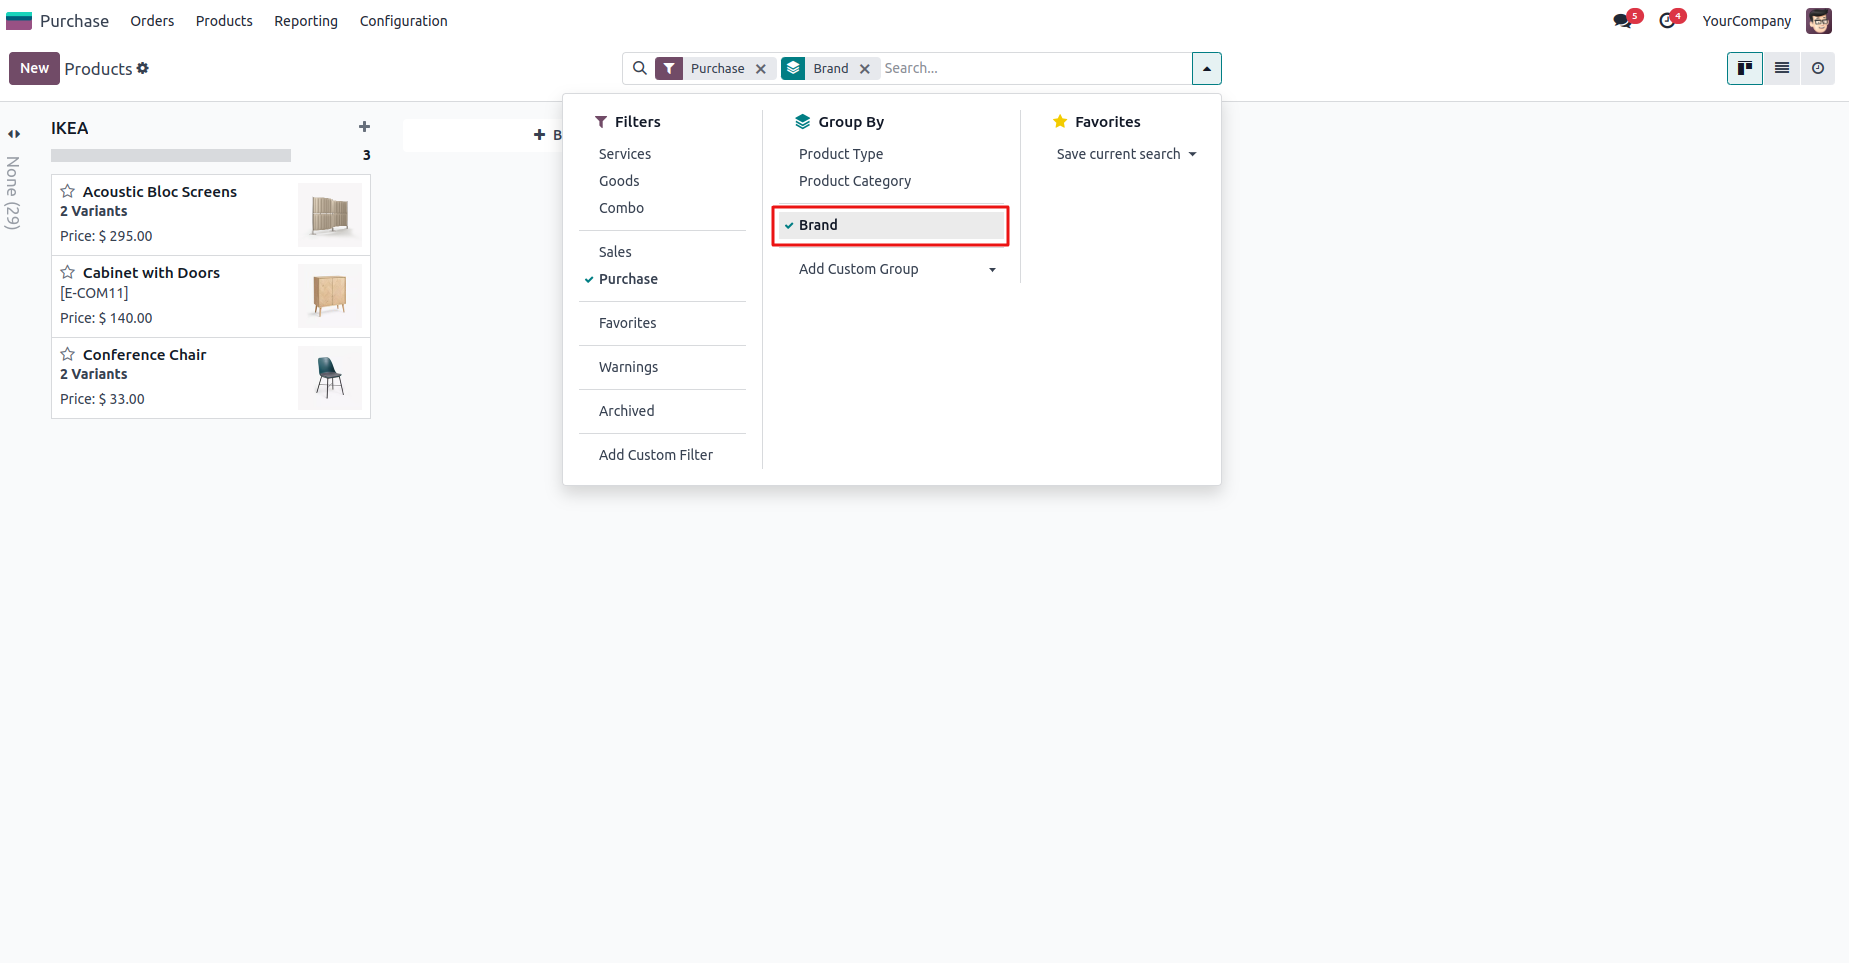 Purchase Orders Products Reporting Configuration 5 4 YourCompany
New Products Purchase Brand Search...
None (29)
IKEA
3
Acoustic Bloc Screens
2 Variants
Price: $ 295.00
Cabinet with Doors
[E-COM11]
Price: $ 140.00
Conference Chair
2 Variants
Price: $ 33.00
B
Filters
Services
Goods
Combo
Sales
Purchase
Favorites
Warnings
Archived
Add Custom Filter
Group By
Product Type
Product Category
Brand
Add Custom Group
Favorites
Save current search